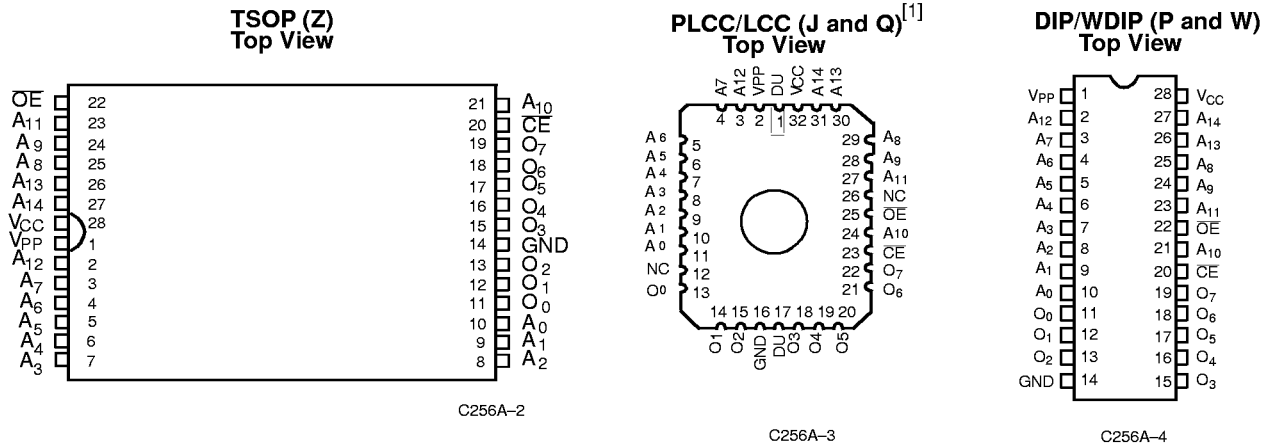 TSOP (Z)
Top View
OE 22
A11 23
A9 24
A8 25
A13 26
A14 27
VCC 28
VPP 1
A12 2
A7 3
A6 4
A5 5
A4 6
A3 7
21 A10
20 CE
19 O7
18 O6
17 O5
16 O4
15 O3
14 GND
13 O2
12 O1
11 O0
10 A0
9 A1
8 A2
C256A–2
PLCC/LCC (J and Q)[1]
Top View
A7 A12 VPP DU VCC A14 A13
4 3 2 1 32 31 30
A6 5
A5 6
A4 7
A3 8
A2 9
A1 10
A0 11
NC 12
O0 13
29 A8
28 A9
27 A11
26 NC
25 OE
24 A10
23 CE
22 O7
21 O6
14 15 16 17 18 19 20
O1 O2 GND DU O3 O4 O5
C256A–3
DIP/WDIP (P and W)
Top View
VPP 1 28 VCC
A12 2 27 A14
A7 3 26 A13
A6 4 25 A8
A5 5 24 A9
A4 6 23 A11
A3 7 22 OE
A2 8 21 A10
A1 9 20 CE
A0 10 19 O7
O0 11 18 O6
O1 12 17 O5
O2 13 16 O4
GND 14 15 O3
C256A–4